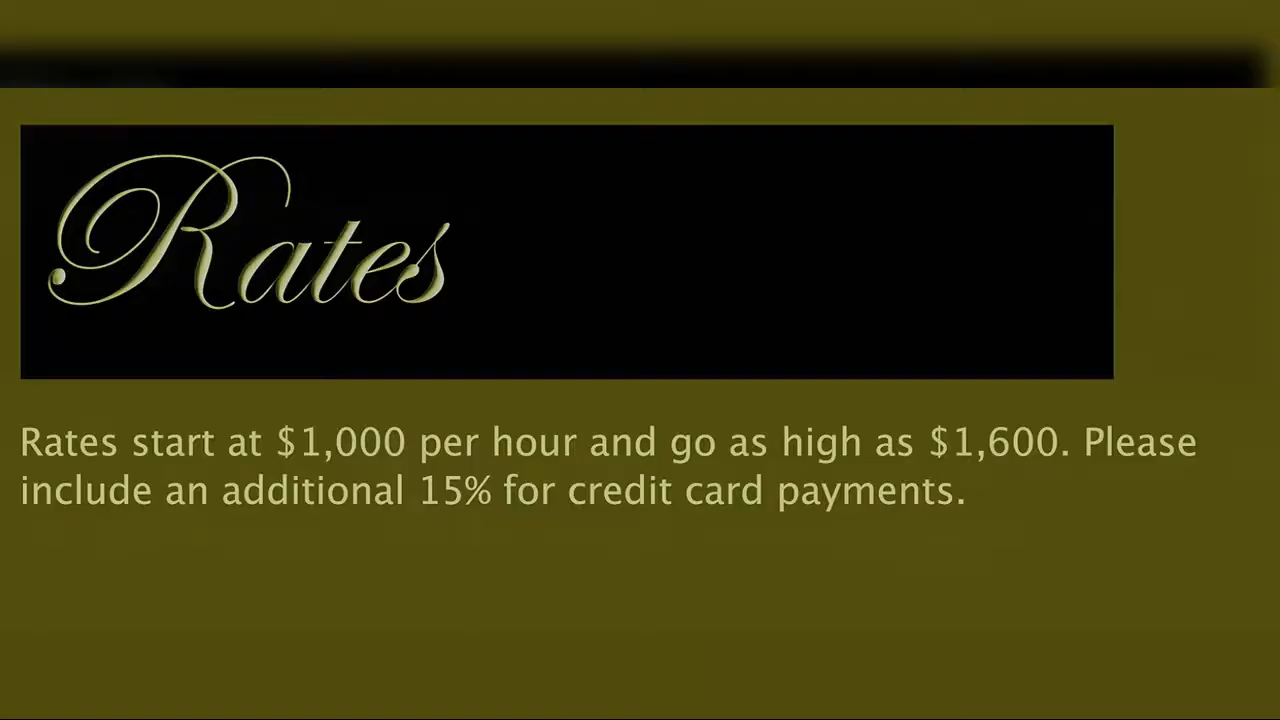 Rates
Rates start at $1,000 per hour and go as high as $1,600. Please
include an additional 15% for credit card payments.